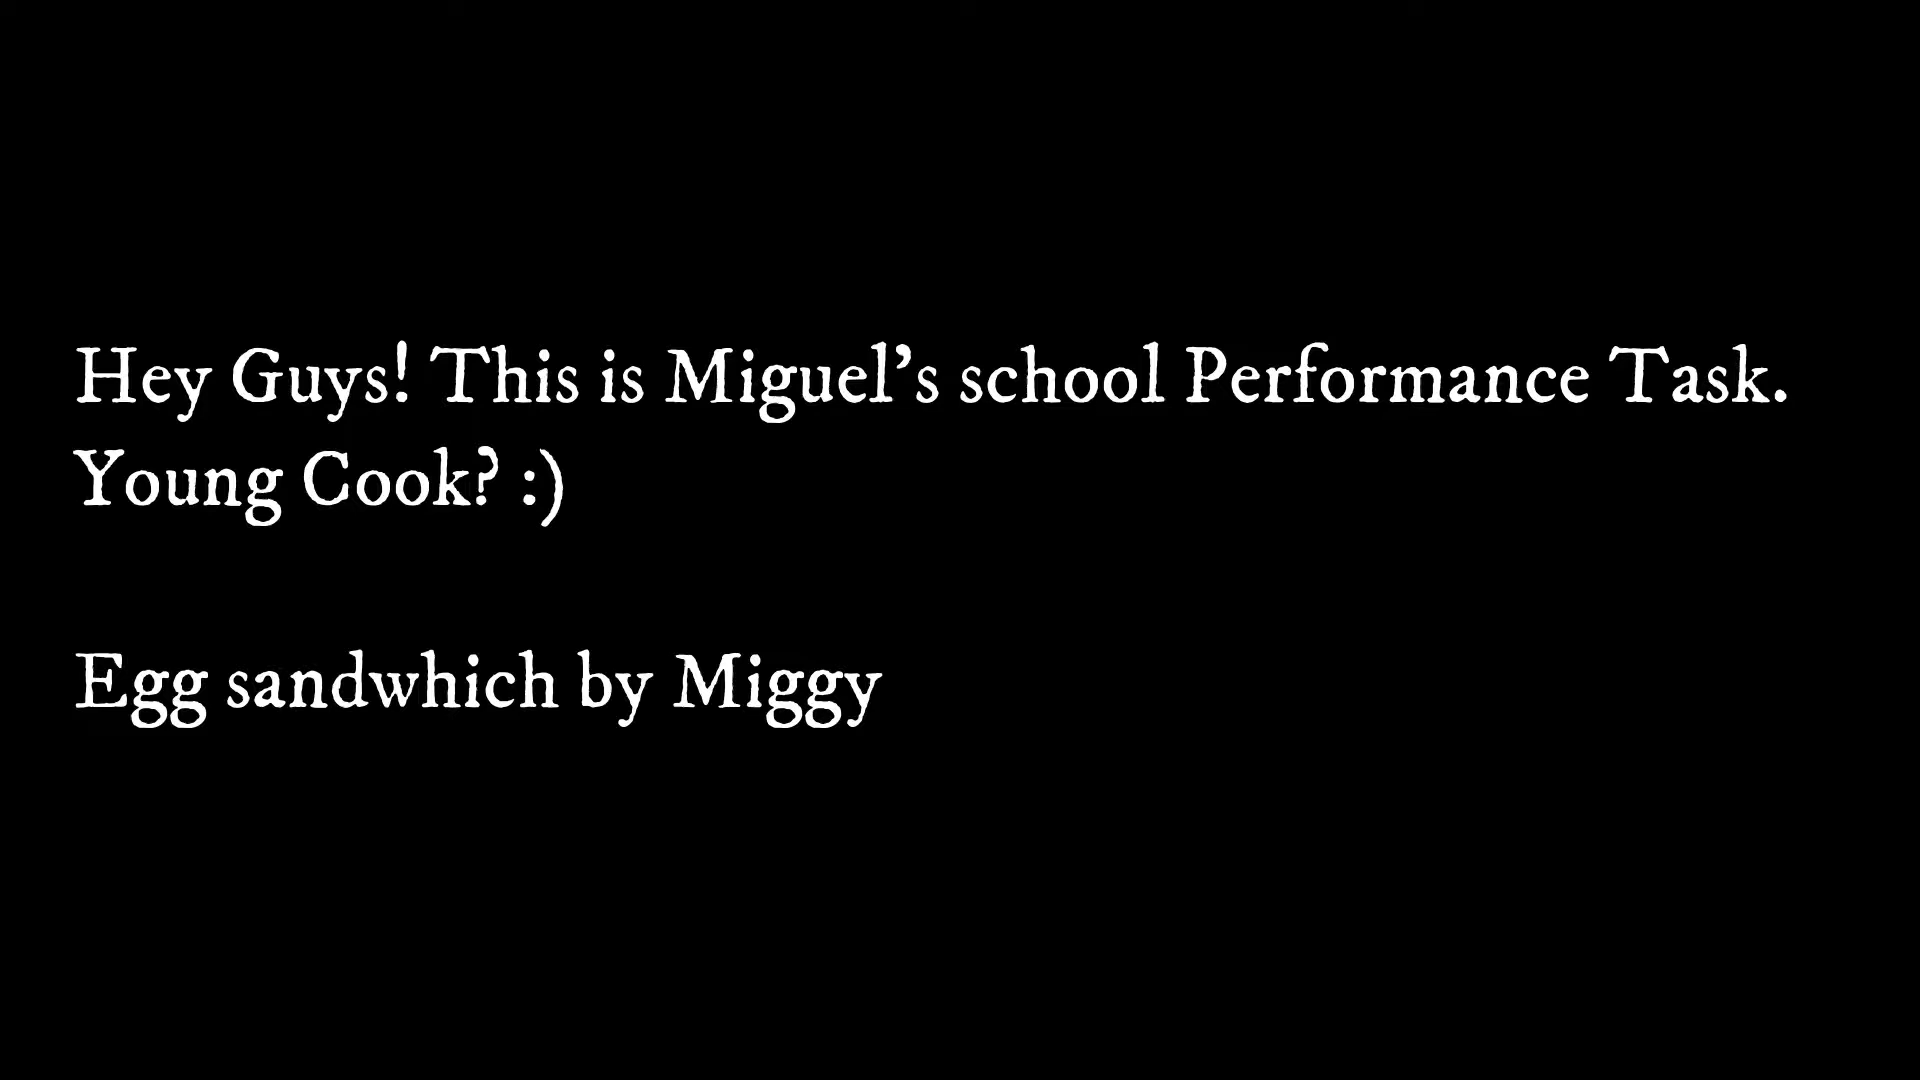 Hey Guys! This is Miguel’s school Performance Task.
Young Cook? :)
Egg sandwhich by Miggy